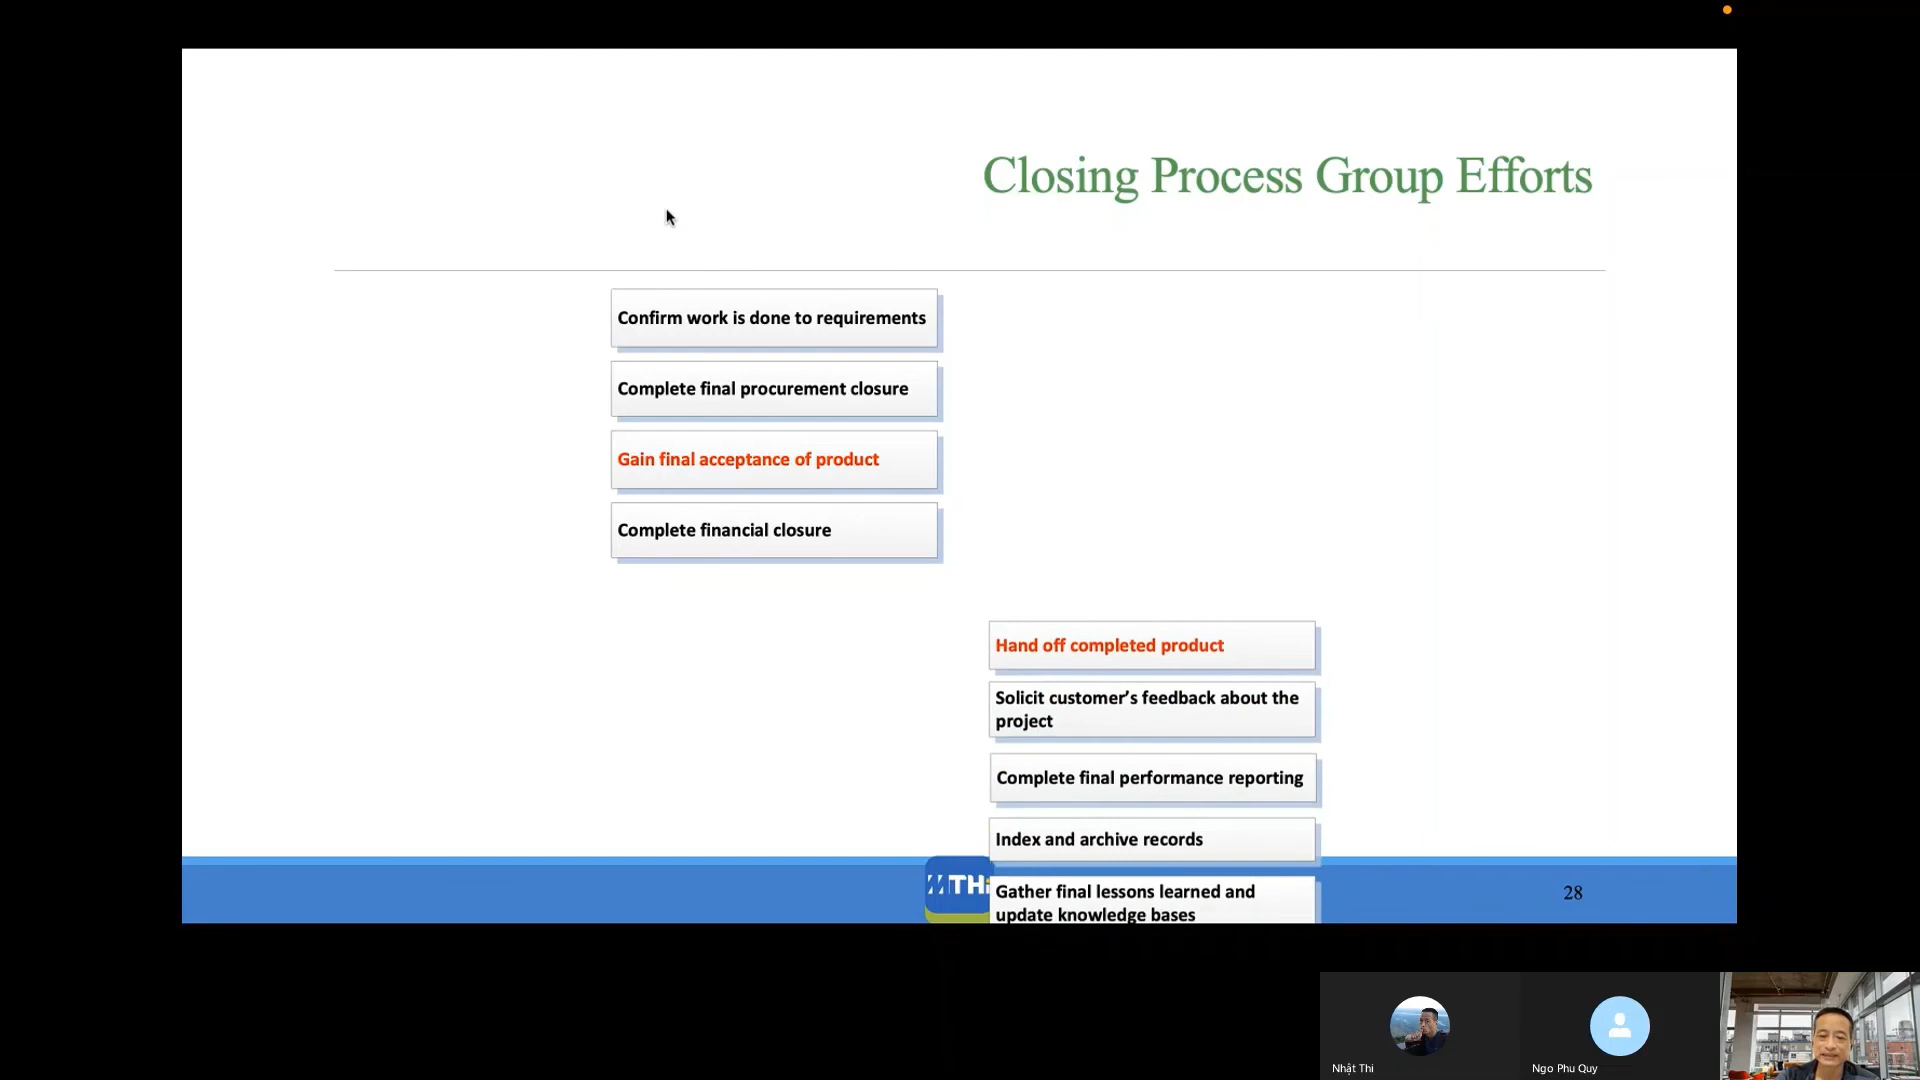 Closing Process Group Efforts
Confirm work is done to requirements
Complete final procurement closure
Gain final acceptance of product
Complete financial closure
Hand off completed product
Solicit customer’s feedback about the
project
Complete final performance reporting
Index and archive records
Gather final lessons learned and
update knowledge bases
28
Nhật Thi
Ngo Phu Quy